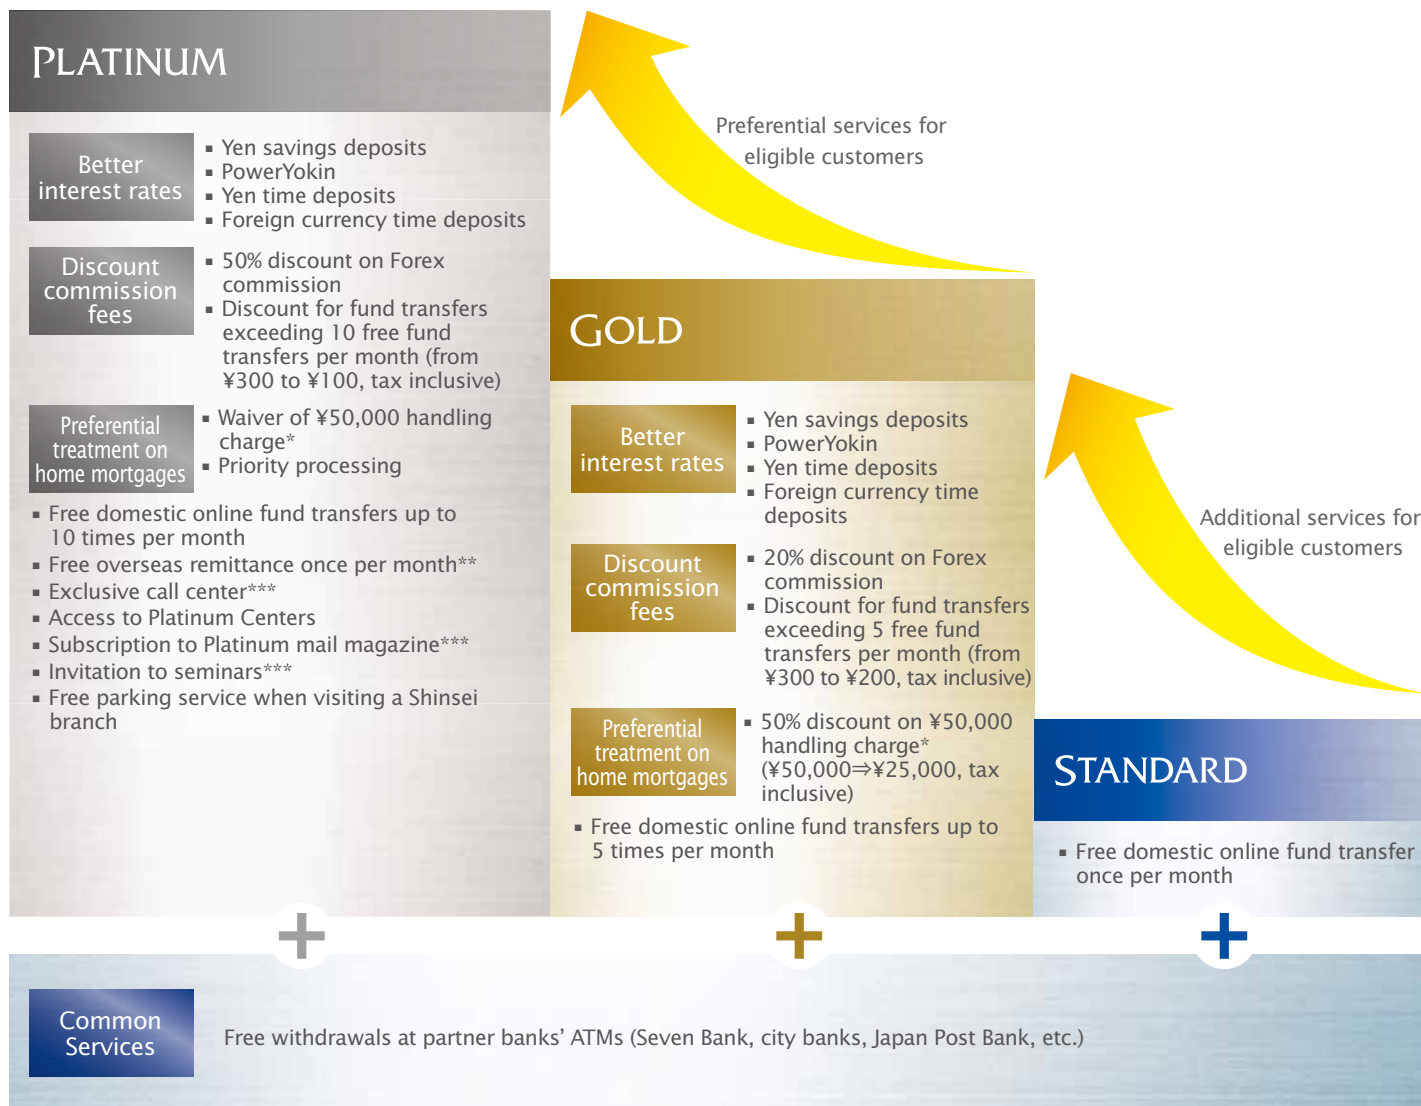 PLATINUM
Better
interest rates
▪ Yen savings deposits
▪ PowerYokin
▪ Yen time deposits
▪ Foreign currency time deposits
Discount
commission
fees
▪ 50% discount on Forex
commission
▪ Discount for fund transfers
exceeding 10 free fund
transfers per month (from
¥300 to ¥100, tax inclusive)
Preferential
treatment on
home mortgages
▪ Waiver of ¥50,000 handling
charge*
▪ Priority processing
▪ Free domestic online fund transfers up to
10 times per month
▪ Free overseas remittance once per month**
▪ Exclusive call center***
▪ Access to Platinum Centers
▪ Subscription to Platinum mail magazine***
▪ Invitation to seminars***
▪ Free parking service when visiting a Shinsei
branch
Preferential services for
eligible customers
GOLD
Better
interest rates
▪ Yen savings deposits
▪ PowerYokin
▪ Yen time deposits
▪ Foreign currency time
deposits
Discount
commission
fees
▪ 20% discount on Forex
commission
▪ Discount for fund transfers
exceeding 5 free fund
transfers per month (from
¥300 to ¥200, tax inclusive)
Preferential
treatment on
home mortgages
▪ 50% discount on ¥50,000
handling charge*
(¥50,000⇒¥25,000, tax
inclusive)
▪ Free domestic online fund transfers up to
5 times per month
Additional services for
eligible customers
STANDARD
▪ Free domestic online fund transfer
once per month
+
+
+
Common
Services
Free withdrawals at partner banks’ ATMs (Seven Bank, city banks, Japan Post Bank, etc.)